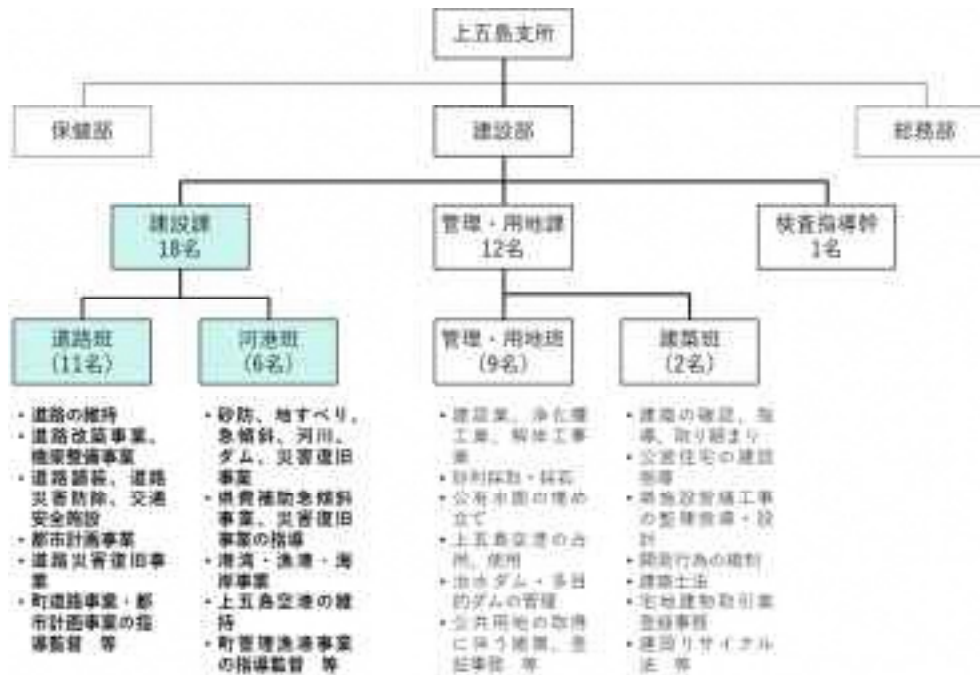 上五島支所
保健部
建設部
総務部
建設課
18名
管理・用地課
12名
検査指導幹
1名
道路班
(11名)
河港班
(6名)
管理・用地班
(9名)
建築班
(2名)
・道路の維持
・道路改築事業、
橋梁整備事業
・道路舗装、道路
災害防除、交通
安全施設
・都市計画事業
・道路災害復旧事
業
・町道路事業・都
市計画事業の指
導監督 等
・砂防、地すべり、
急傾斜、河川、
ダム、災害復旧
事業
・県費補助急傾斜
事業、災害復旧
事業の指導
・港湾・漁港・海
岸事業
・上五島空港の維
持
・町管理漁港事業
の指導監督 等
・建設業、浄化槽
工業、解体工事
業
・砂利採取・採石
・公有水面の埋め
立て
・上五島空港の占
用、使用
・治水ダム・多目
的ダムの管理
・公共用地の取得
に伴う補償、登
記事務 等
・建築の確認、指
導、取り締まり
・公営住宅の建設
指導
・県施設営繕工事
の整理指導・設
計
・開発行為の規制
・建築士法
・宅地建物取引業
登録事務
・建設リサイクル
法 等